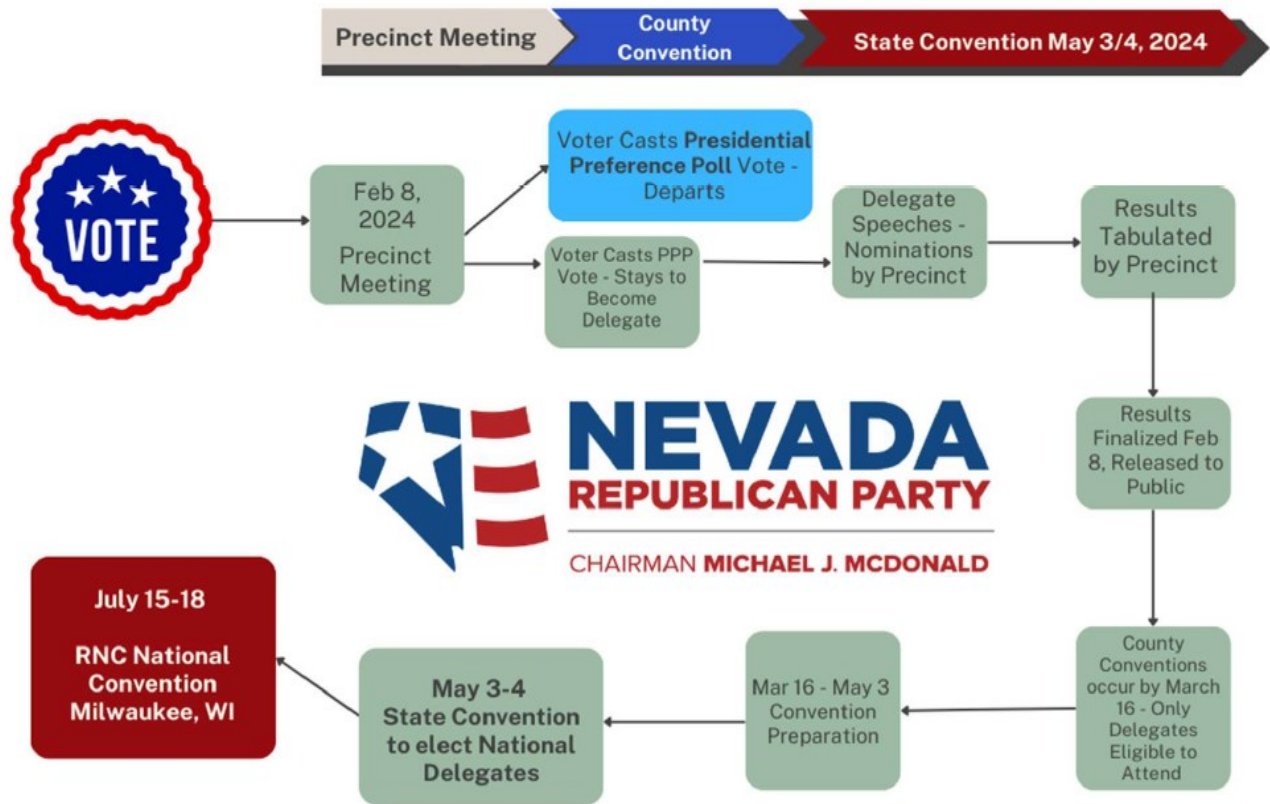 Precinct Meeting
County
Convention
State Convention May 3/4, 2024
VOTE
Feb 8,
2024
Precinct
Meeting
Voter Casts Presidential
Preference Poll Vote -
Departs
Voter Casts PPP
Vote - Stays to
Become
Delegate
Delegate
Speeches -
Nominations
by Precinct
Results
Tabulated
by Precinct
Results
Finalized Feb
8, Released to
Public
NEVADA
REPUBLICAN PARTY
CHAIRMAN MICHAEL J. MCDONALD
County
Conventions
occur by March
16 - Only
Delegates
Eligible to
Attend
Mar 16 - May 3
Convention
Preparation
May 3-4
State Convention
to elect National
Delegates
July 15-18
RNC National
Convention
Milwaukee, WI